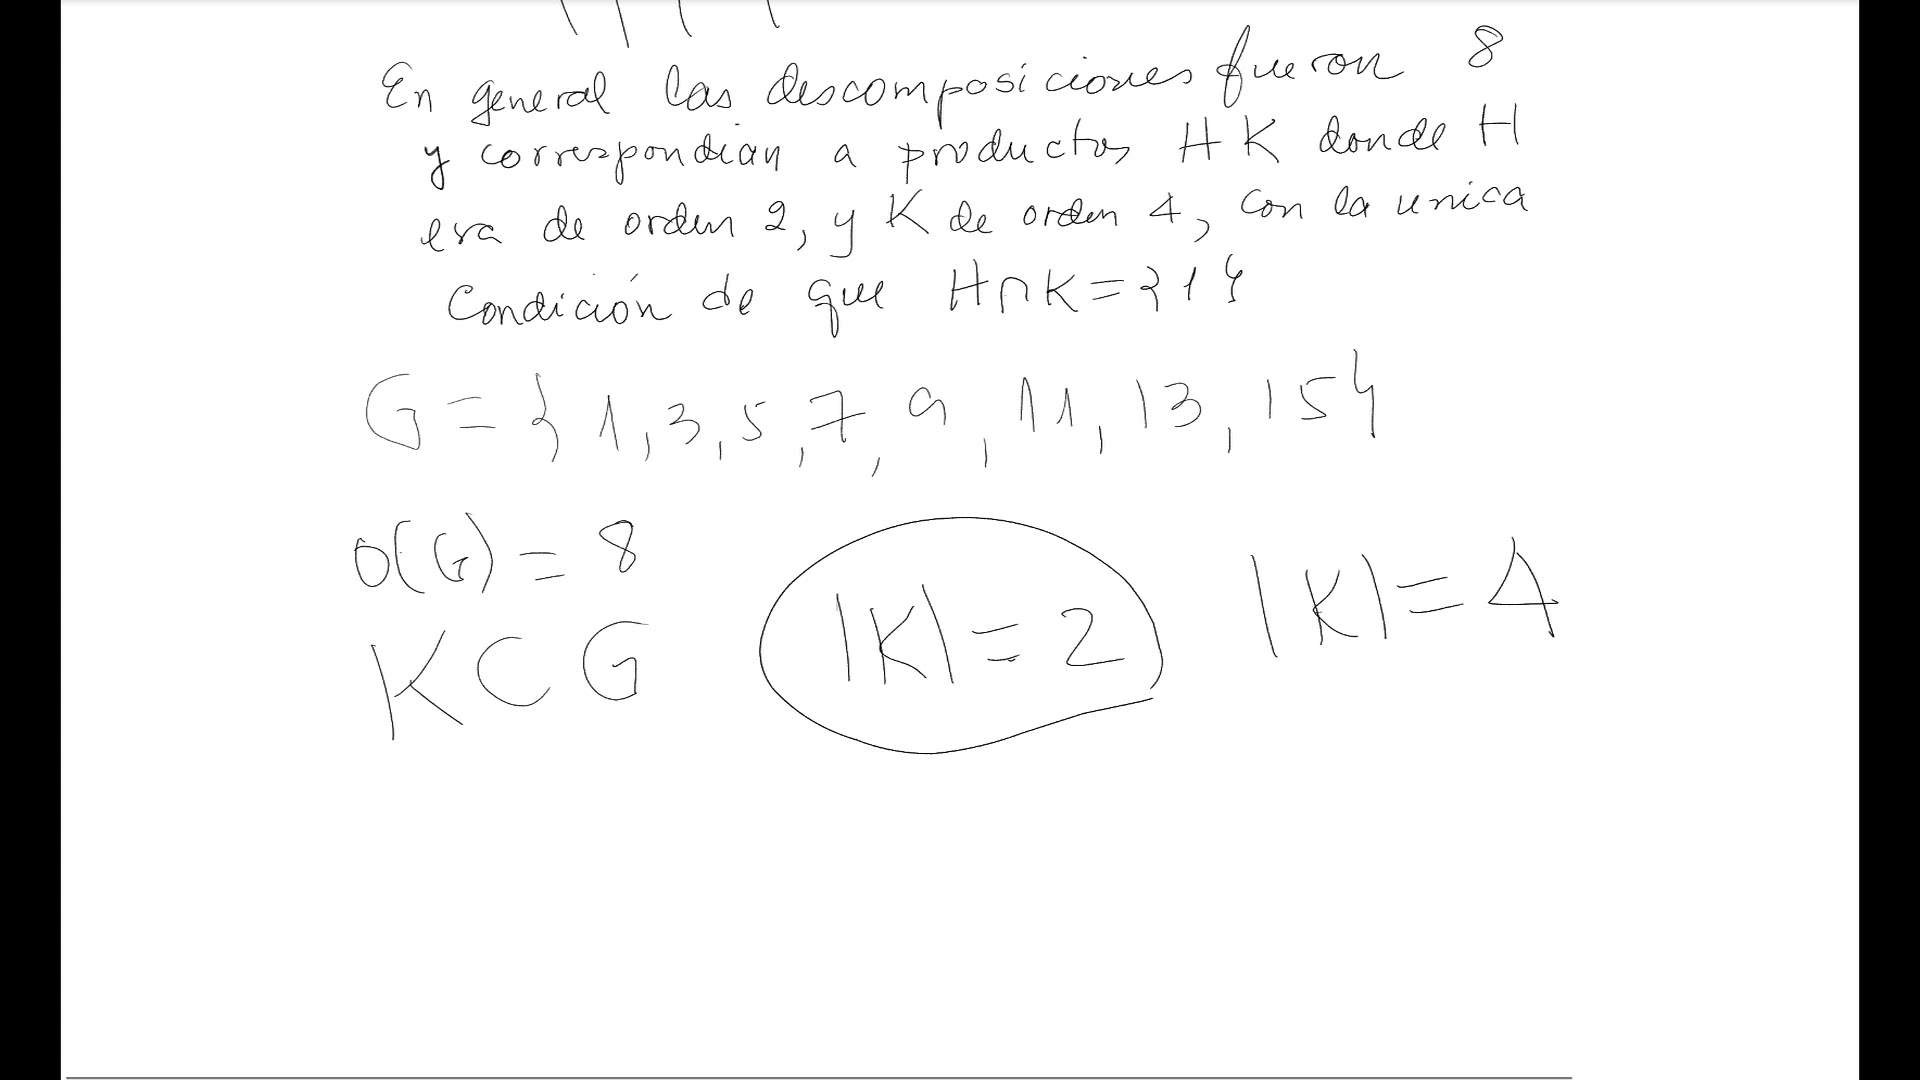 En general las descomposiciones fueron 8
y correspondian a productos HK donde H
era de orden 2, y K de orden 4, con la unica
Condición de que H∩K={1}
G = {1, 3, 5, 7, 9, 11, 13, 15}
O(G) = 8
|K| = 2 |K| = 4
K ⊂ G